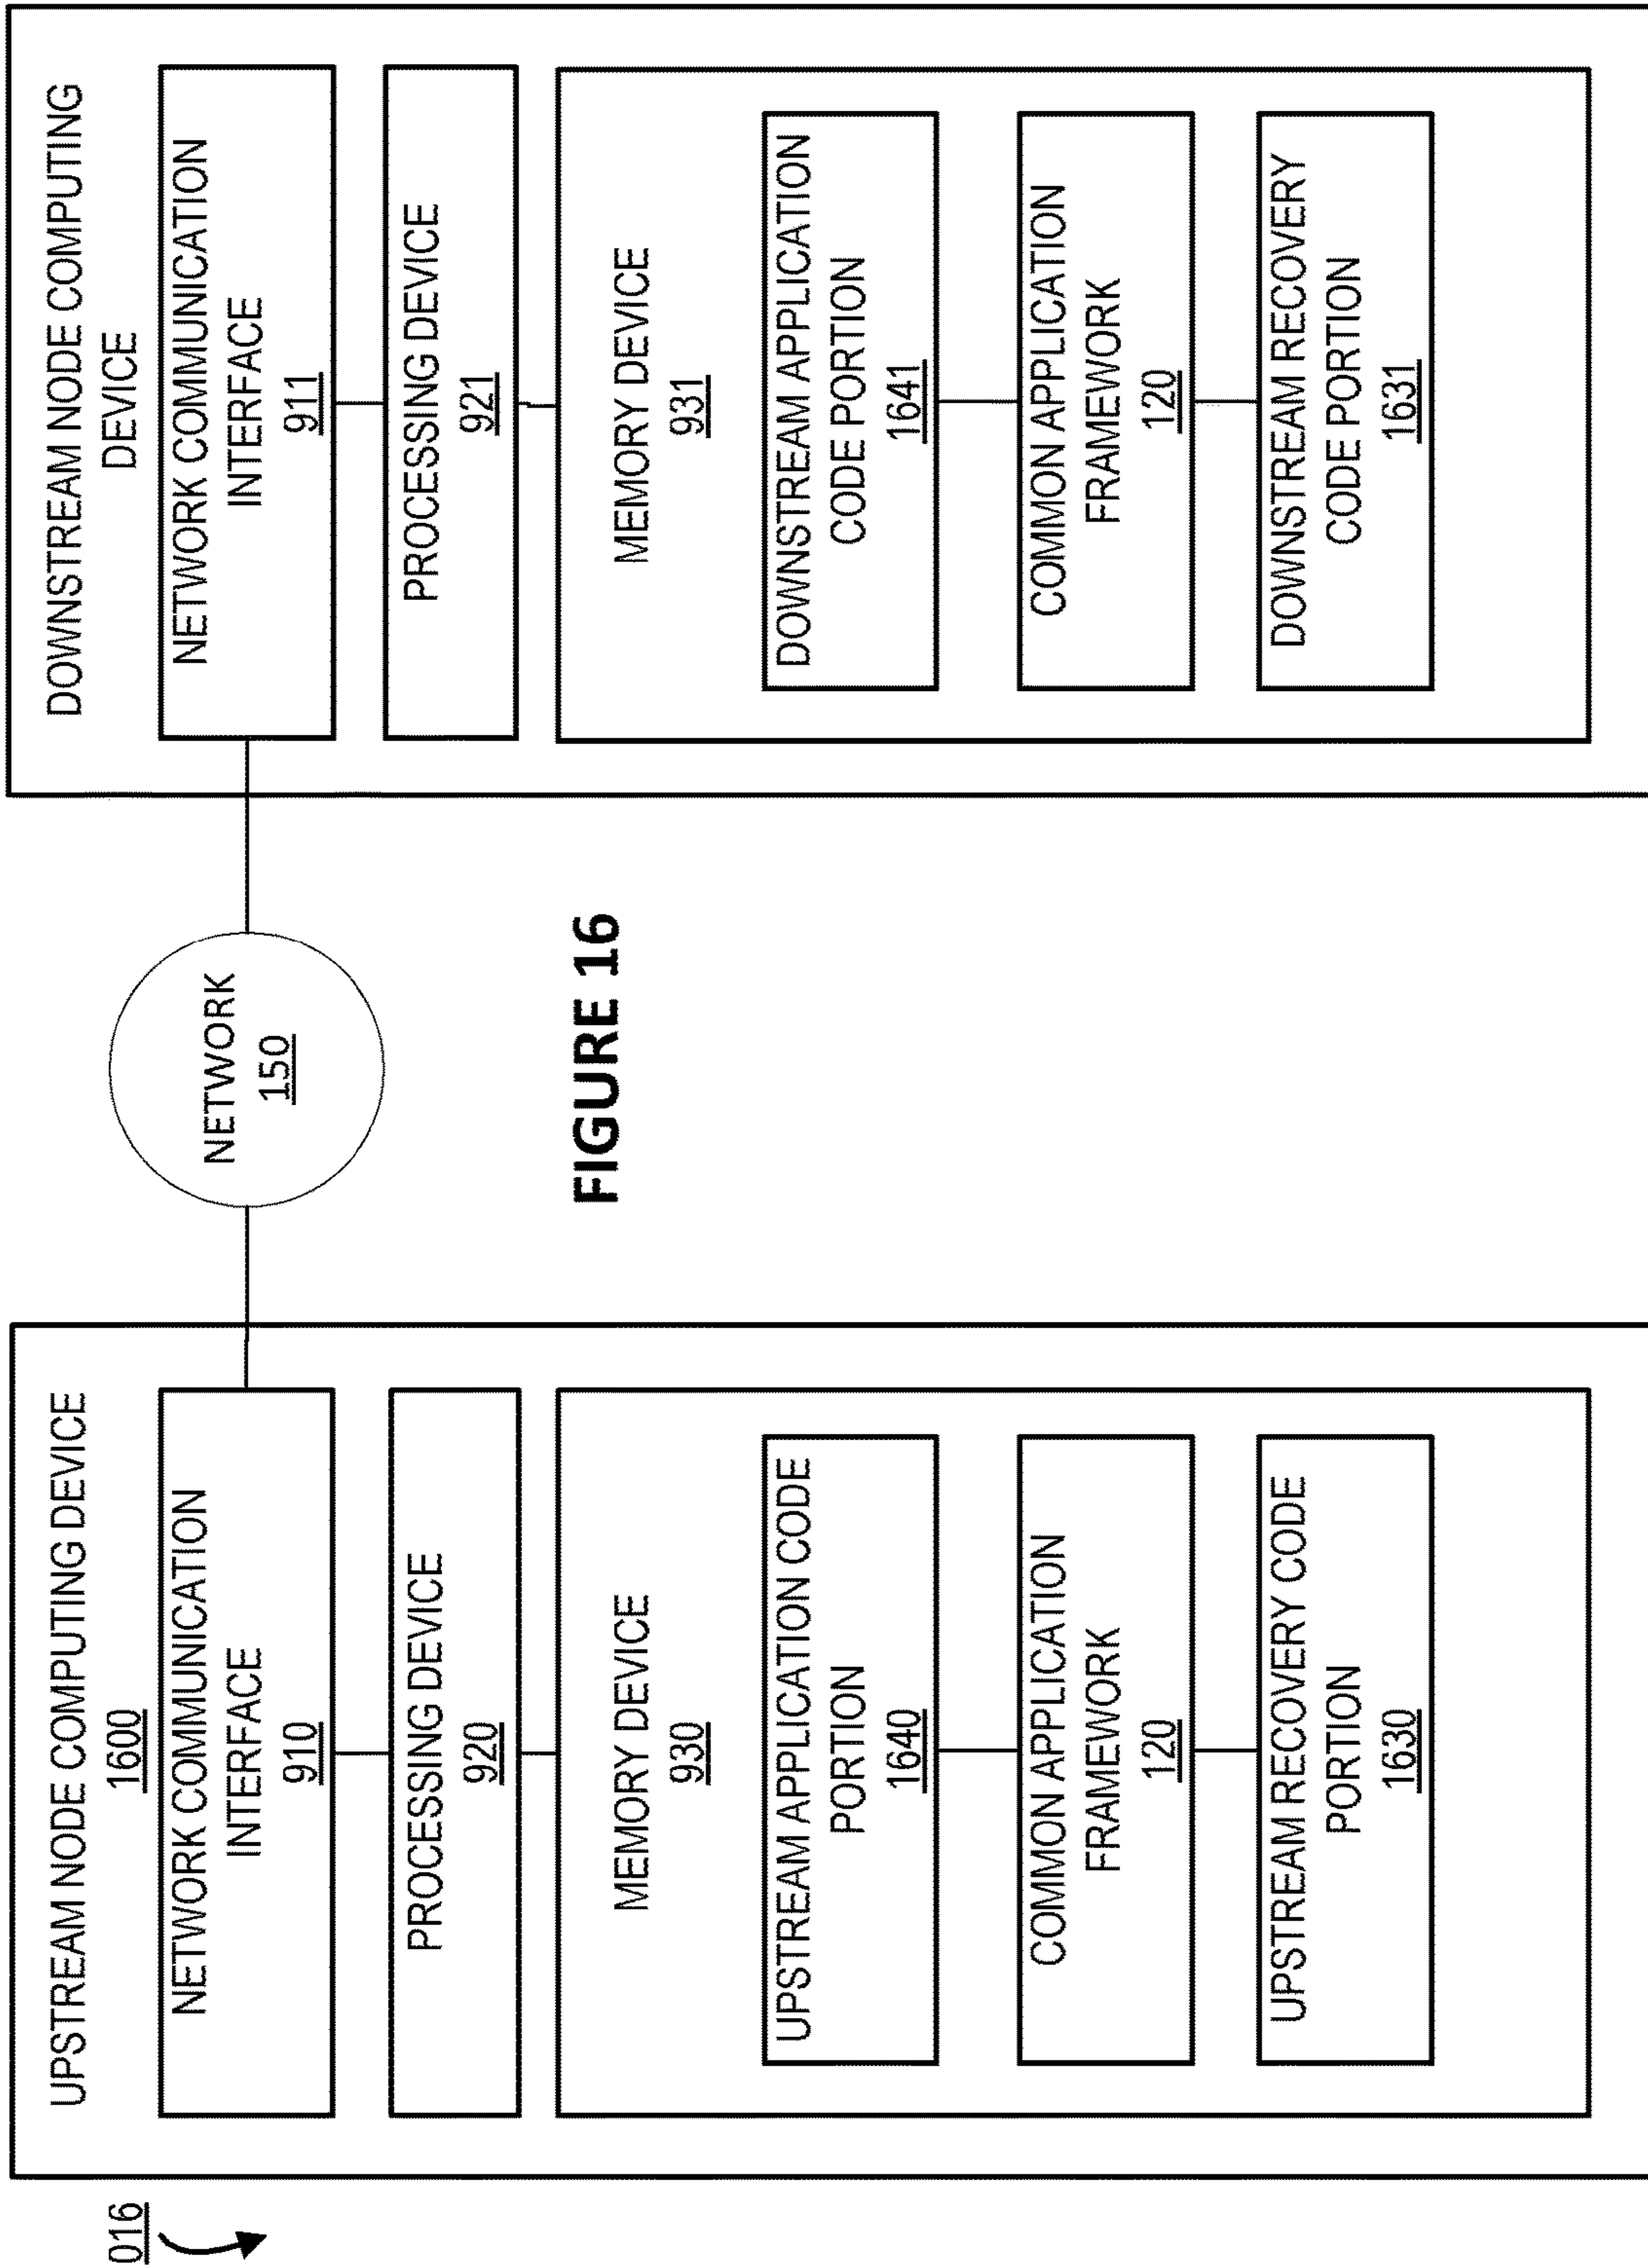 016
UPSTREAM NODE COMPUTING DEVICE
1600
NETWORK COMMUNICATION
INTERFACE
910
PROCESSING DEVICE
920
MEMORY DEVICE
930
UPSTREAM APPLICATION CODE
PORTION
1640
COMMON APPLICATION
FRAMEWORK
120
UPSTREAM RECOVERY CODE
PORTION
1630
NETWORK
150
DOWNSTREAM NODE COMPUTING
DEVICE
NETWORK COMMUNICATION
INTERFACE
911
PROCESSING DEVICE
921
MEMORY DEVICE
931
DOWNSTREAM APPLICATION
CODE PORTION
1641
COMMON APPLICATION
FRAMEWORK
120
DOWNSTREAM RECOVERY
CODE PORTION
1631
FIGURE 16